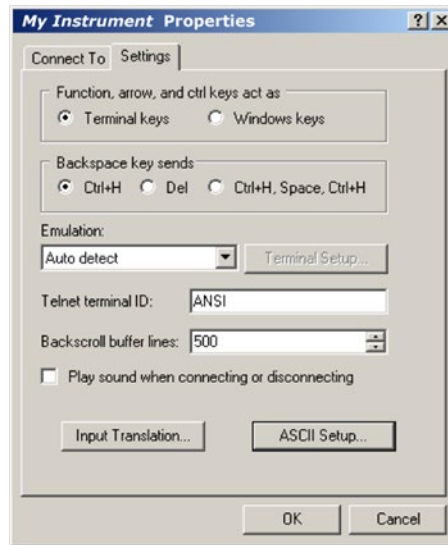 My Instrument Properties
Connect To Settings
Function, arrow, and ctrl keys act as
Terminal keys Windows keys
Backspace key sends
Ctrl+H Del Ctrl+H, Space, Ctrl+H
Emulation:
Auto detect Terminal Setup...
Telnet terminal ID: ANSI
Backscroll buffer lines: 500
Play sound when connecting or disconnecting
Input Translation... ASCII Setup...
OK Cancel